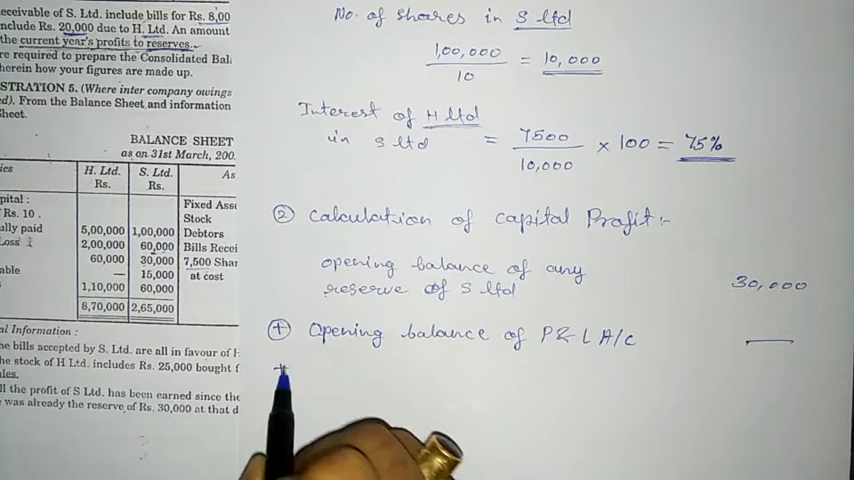 eceivable of S. Ltd. include bills for Rs. 8,00
nclude Rs. 20,000 due to H. Ltd. An amount
the current year's profits to reserves.
re required to prepare the Consolidated Bal
herein how your figures are made up.
STRATION 5. (Where inter company owings
ed). From the Balance Sheet and information
Sheet.
BALANCE SHEET
as on 31st March, 200
ies H. Ltd. S. Ltd. As
Rs. Rs.
pital : Fixed Asse
Rs. 10 . Stock
ully paid 5,00,000 1,00,000 Debtors
Loss 2,00,000 60,000 Bills Recei
60,000 30,000 7,500 Shar
able — 15,000 at cost
1,10,000 60,000
8,70,000 2,65,000
al Information :
he bills accepted by S. Ltd. are all in favour of H
he stock of H Ltd. includes Rs. 25,000 bought f
ales.
ll the profit of S Ltd. has been earned since the
e was already the reserve of Rs. 30,000 at that d
No. of shares in S ltd
1,00,000 / 10 = 10,000
Interest of H ltd
in S ltd = 7500 / 10,000 × 100 = 75%
② Calculation of capital Profit :-
opening balance of any
reserve of S ltd 30,000
⊕ Opening balance of P & L A/C —
+